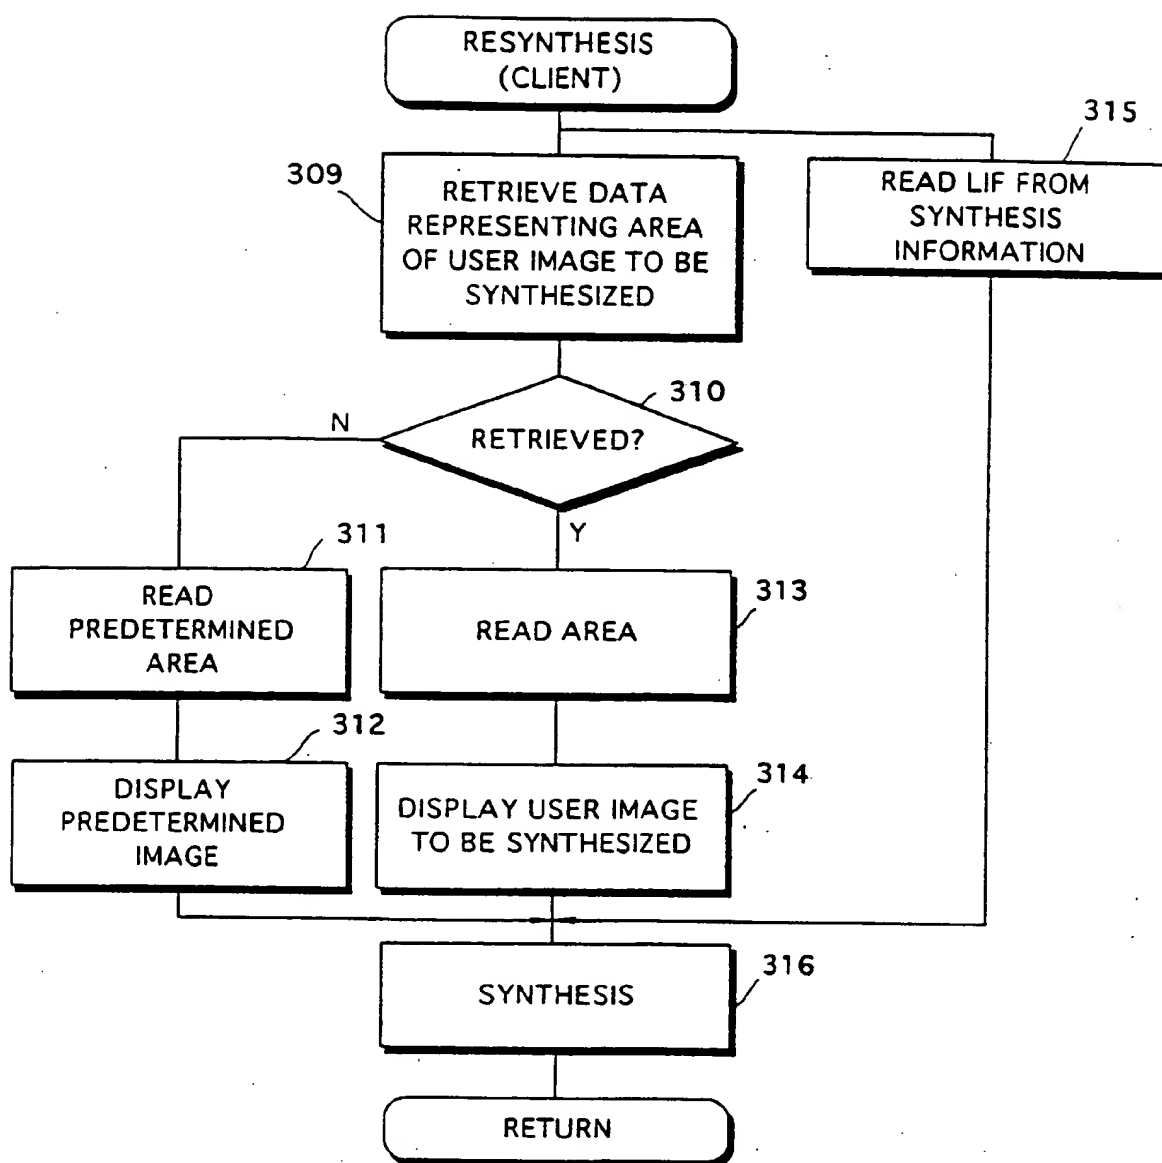 RESYNTHESIS
(CLIENT)
315
309
RETRIEVE DATA
REPRESENTING AREA
OF USER IMAGE TO BE
SYNTHESIZED
READ LIF FROM
SYNTHESIS
INFORMATION
310
N
RETRIEVED?
Y
311
READ
PREDETERMINED
AREA
313
READ AREA
312
DISPLAY
PREDETERMINED
IMAGE
314
DISPLAY USER IMAGE
TO BE SYNTHESIZED
316
SYNTHESIS
RETURN